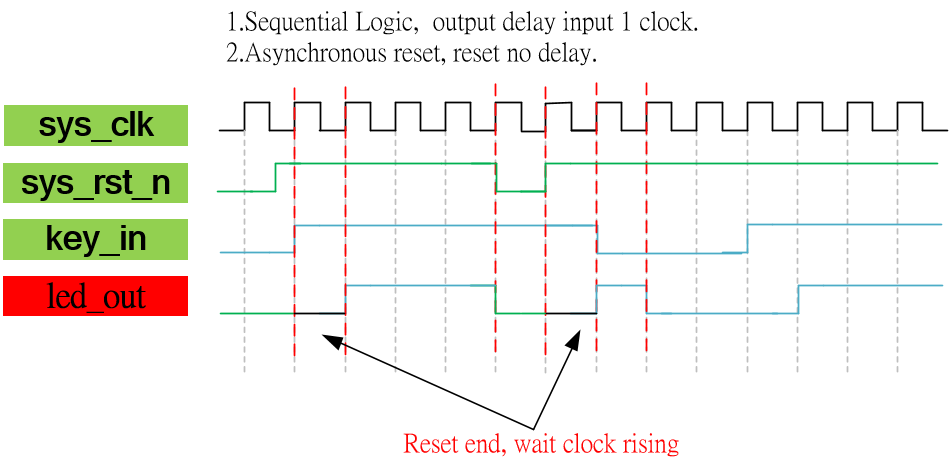 1.Sequential Logic, output delay input 1 clock.
2.Asynchronous reset, reset no delay.
sys_clk
sys_rst_n
key_in
led_out
Reset end, wait clock rising